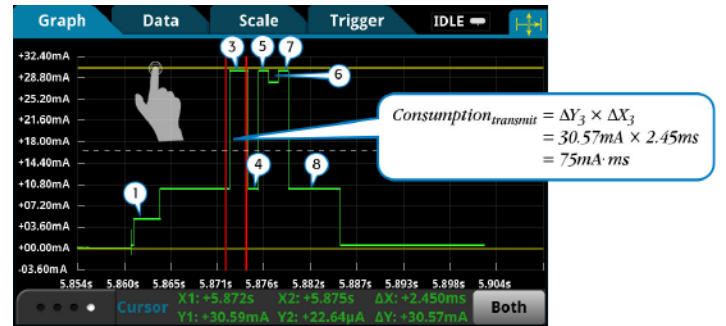 Graph Data Scale Trigger IDLE
+32.40mA
3 5 7
+28.80mA
6
+25.20mA
+21.60mA
Consumption transmit = ΔY3 × ΔX3
+18.00mA
= 30.57mA × 2.45ms
+14.40mA
= 75mA·ms
4 8
+10.80mA
1
+07.20mA
+03.60mA
+00.00mA
-03.60mA
5.854s 5.860s 5.865s 5.871s 5.876s 5.882s 5.887s 5.893s 5.898s 5.904s
Cursor X1: +5.872s X2: +5.875s ΔX: +2.450ms
Y1: +30.59mA Y2: +22.64µA ΔY: +30.57mA
Both